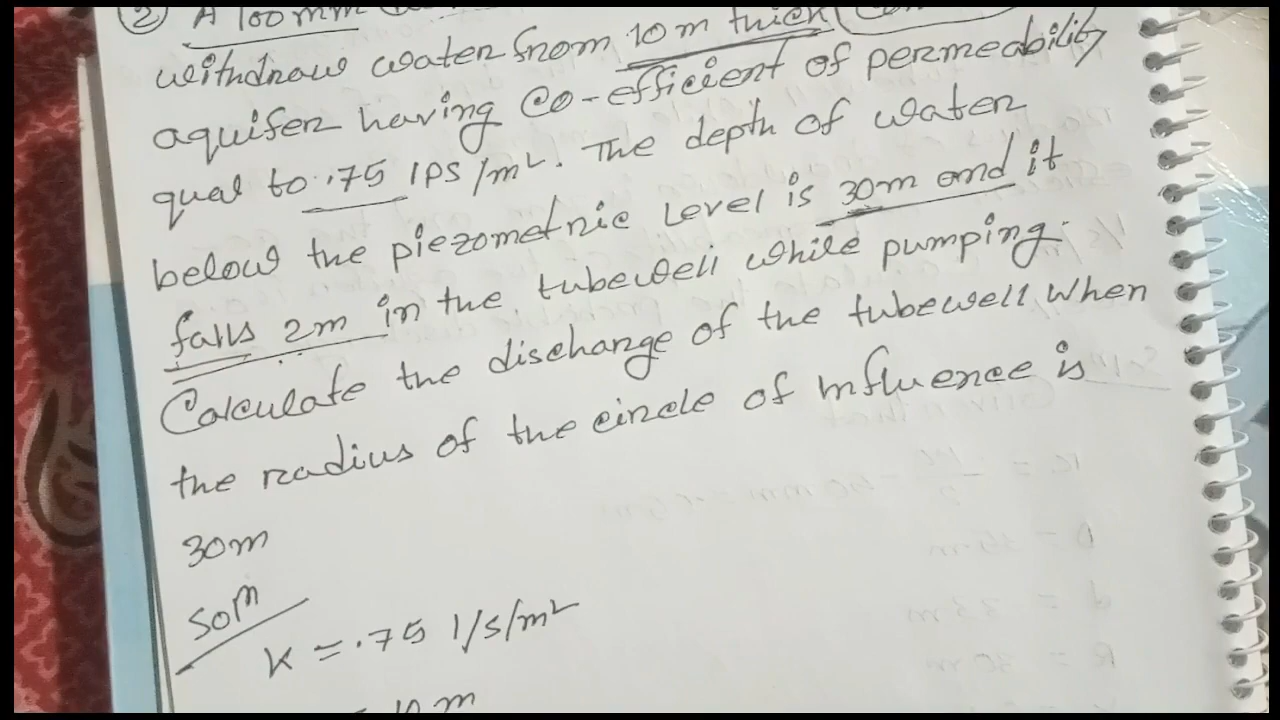 ② A 100mm
withdraw water from 10m thick
aquifer having Co-efficient of permeability
qual to .75 lPS/m². The depth of water
below the piezometric Level is 30m and it
falls 2m in the tubewell while pumping.
Calculate the discharge of the tubewell when
the radius of the circle of influence is
30m
Soln
K = .75 l/s/m²
= 10 m